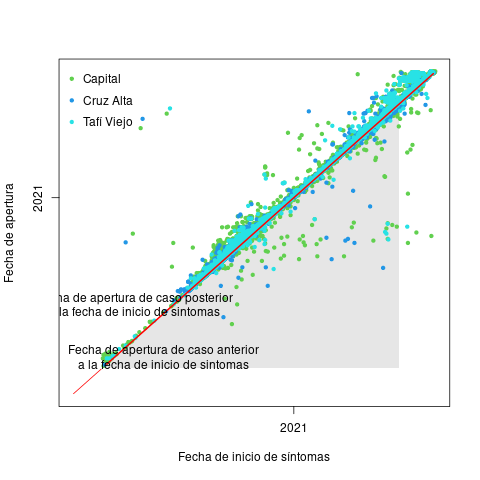 Capital
Cruz Alta
Tafí Viejo
2021
Fecha de apertura
na de apertura de caso posterior
la fecha de inicio de síntomas
Fecha de apertura de caso anterior
a la fecha de inicio de síntomas
2021
Fecha de inicio de síntomas